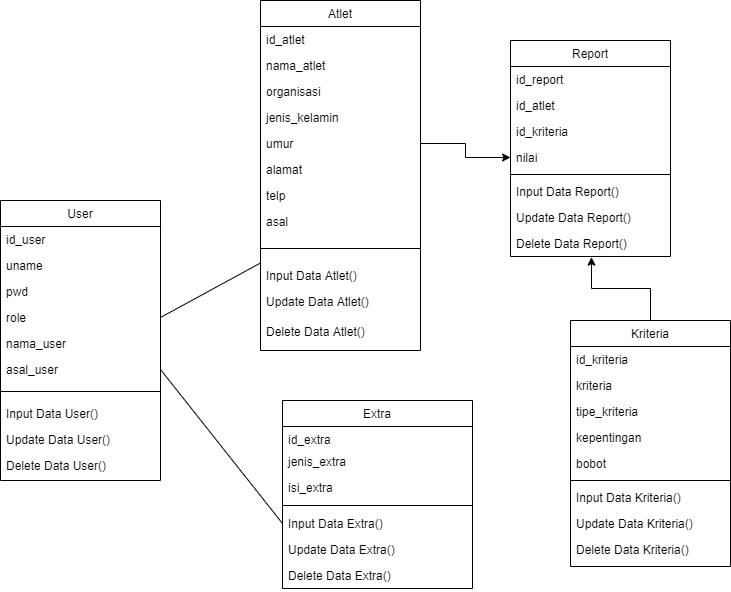 Atlet
id_atlet
nama_atlet
organisasi
jenis_kelamin
umur
alamat
telp
asal
Input Data Atlet()
Update Data Atlet()
Delete Data Atlet()
Report
id_report
id_atlet
id_kriteria
nilai
Input Data Report()
Update Data Report()
Delete Data Report()
User
id_user
uname
pwd
role
nama_user
asal_user
Input Data User()
Update Data User()
Delete Data User()
Extra
id_extra
jenis_extra
isi_extra
Input Data Extra()
Update Data Extra()
Delete Data Extra()
Kriteria
id_kriteria
kriteria
tipe_kriteria
kepentingan
bobot
Input Data Kriteria()
Update Data Kriteria()
Delete Data Kriteria()